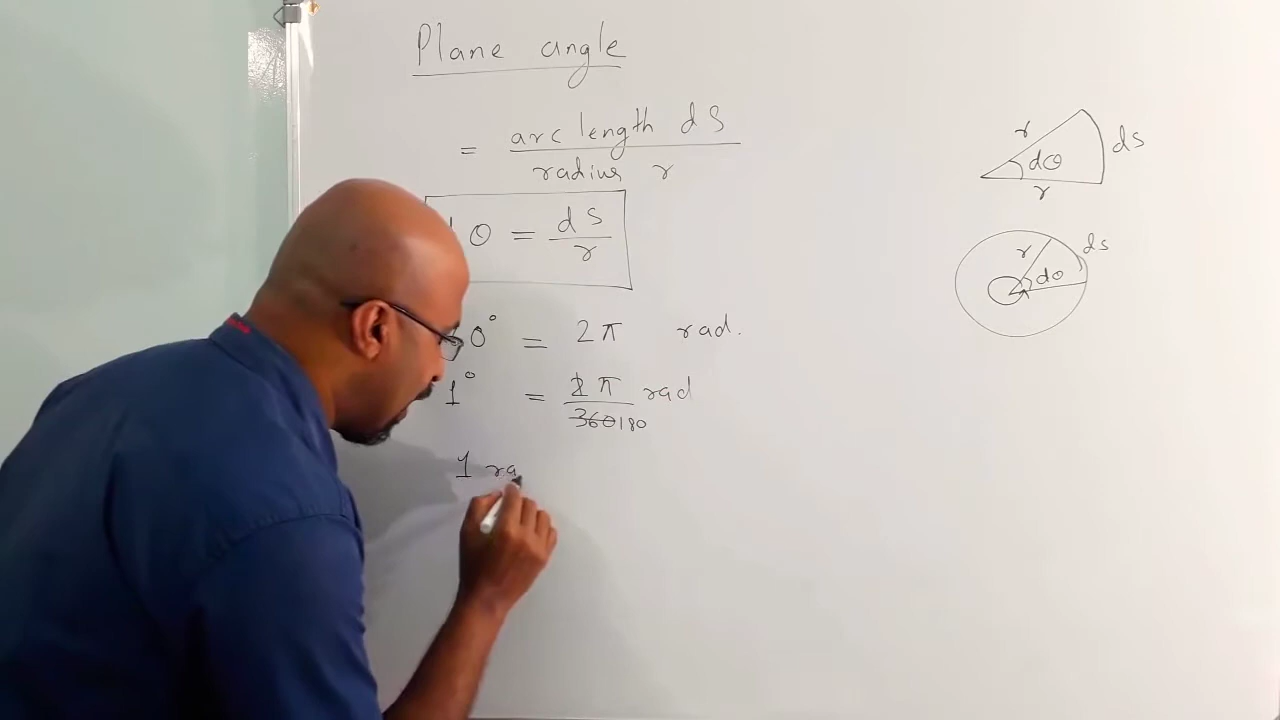 Plane angle
= arc length ds
radius r
θ = ds
r
0° = 2π rad.
1° = 2π rad
360 180
1 ra
r dθ ds
r
r ds
dθ